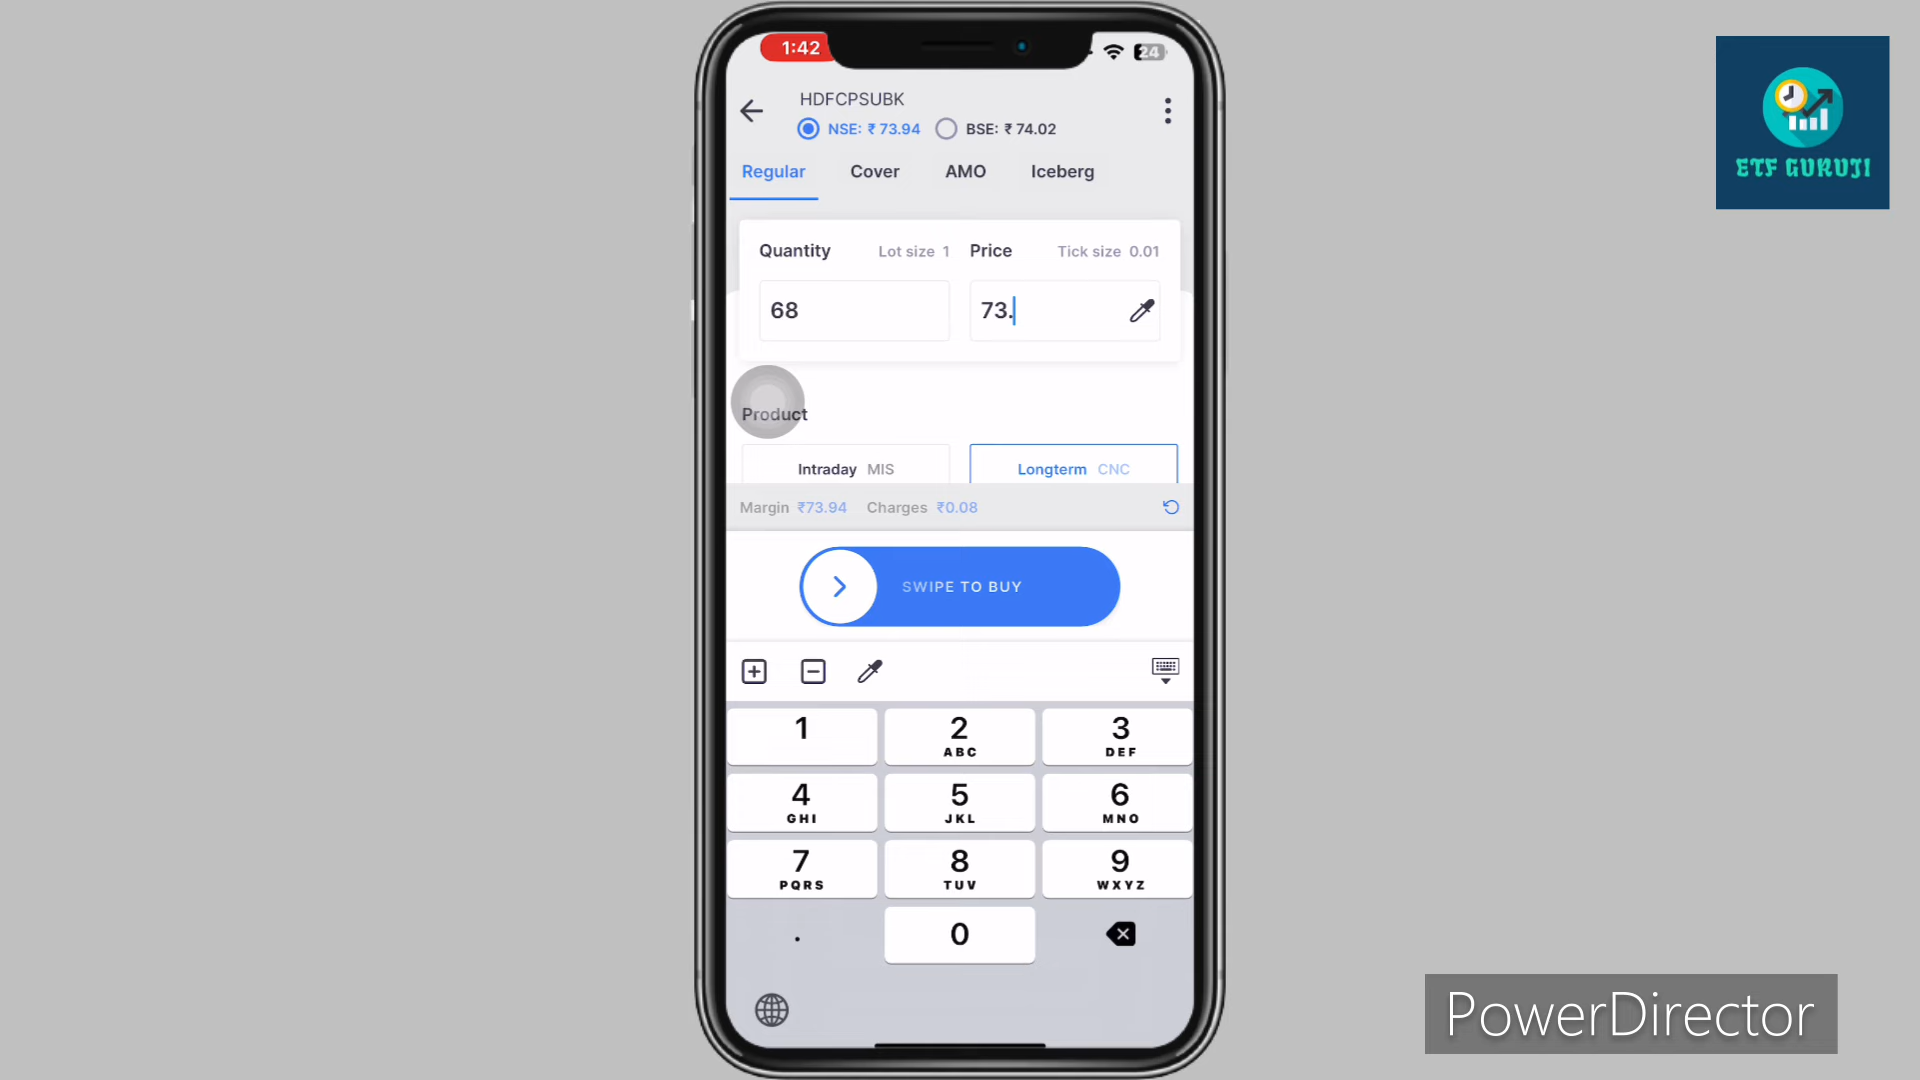 1:42
24
HDFCPSUBK
NSE: ₹ 73.94 BSE: ₹ 74.02
Regular Cover AMO Iceberg
Quantity Lot size 1 Price Tick size 0.01
68 73.
Product
Intraday MIS Longterm CNC
Margin ₹73.94 Charges ₹0.08
SWIPE TO BUY
1 2 3
ABC DEF
4 5 6
GHI JKL MNO
7 8 9
PQRS TUV WXYZ
. 0
ETF GURUJI
PowerDirector